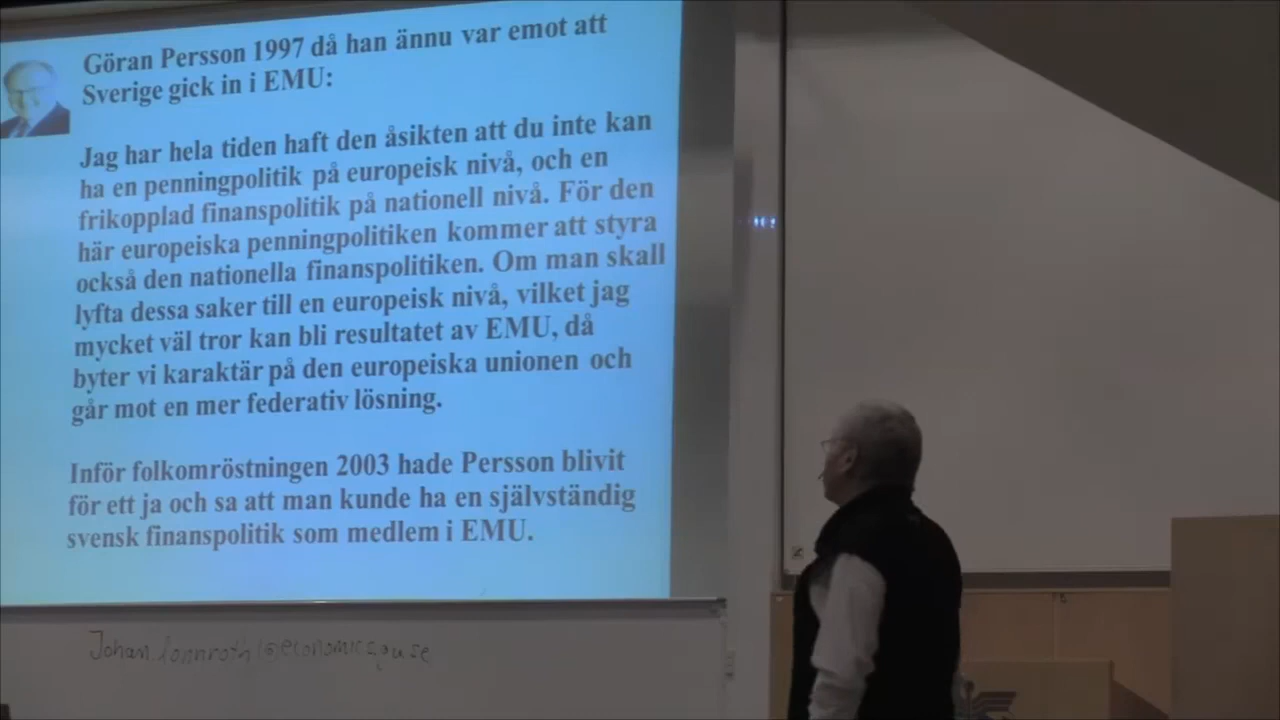 Göran Persson 1997 då han ännu var emot att
Sverige gick in i EMU:
Jag har hela tiden haft den åsikten att du inte kan
ha en penningpolitik på europeisk nivå, och en
frikopplad finanspolitik på nationell nivå. För den
här europeiska penningpolitiken kommer att styra
också den nationella finanspolitiken. Om man skall
lyfta dessa saker till en europeisk nivå, vilket jag
mycket väl tror kan bli resultatet av EMU, då
byter vi karaktär på den europeiska unionen och
går mot en mer federativ lösning.
Inför folkomröstningen 2003 hade Persson blivit
för ett ja och sa att man kunde ha en självständig
svensk finanspolitik som medlem i EMU.
Johan.lonnroth@economics.gu.se